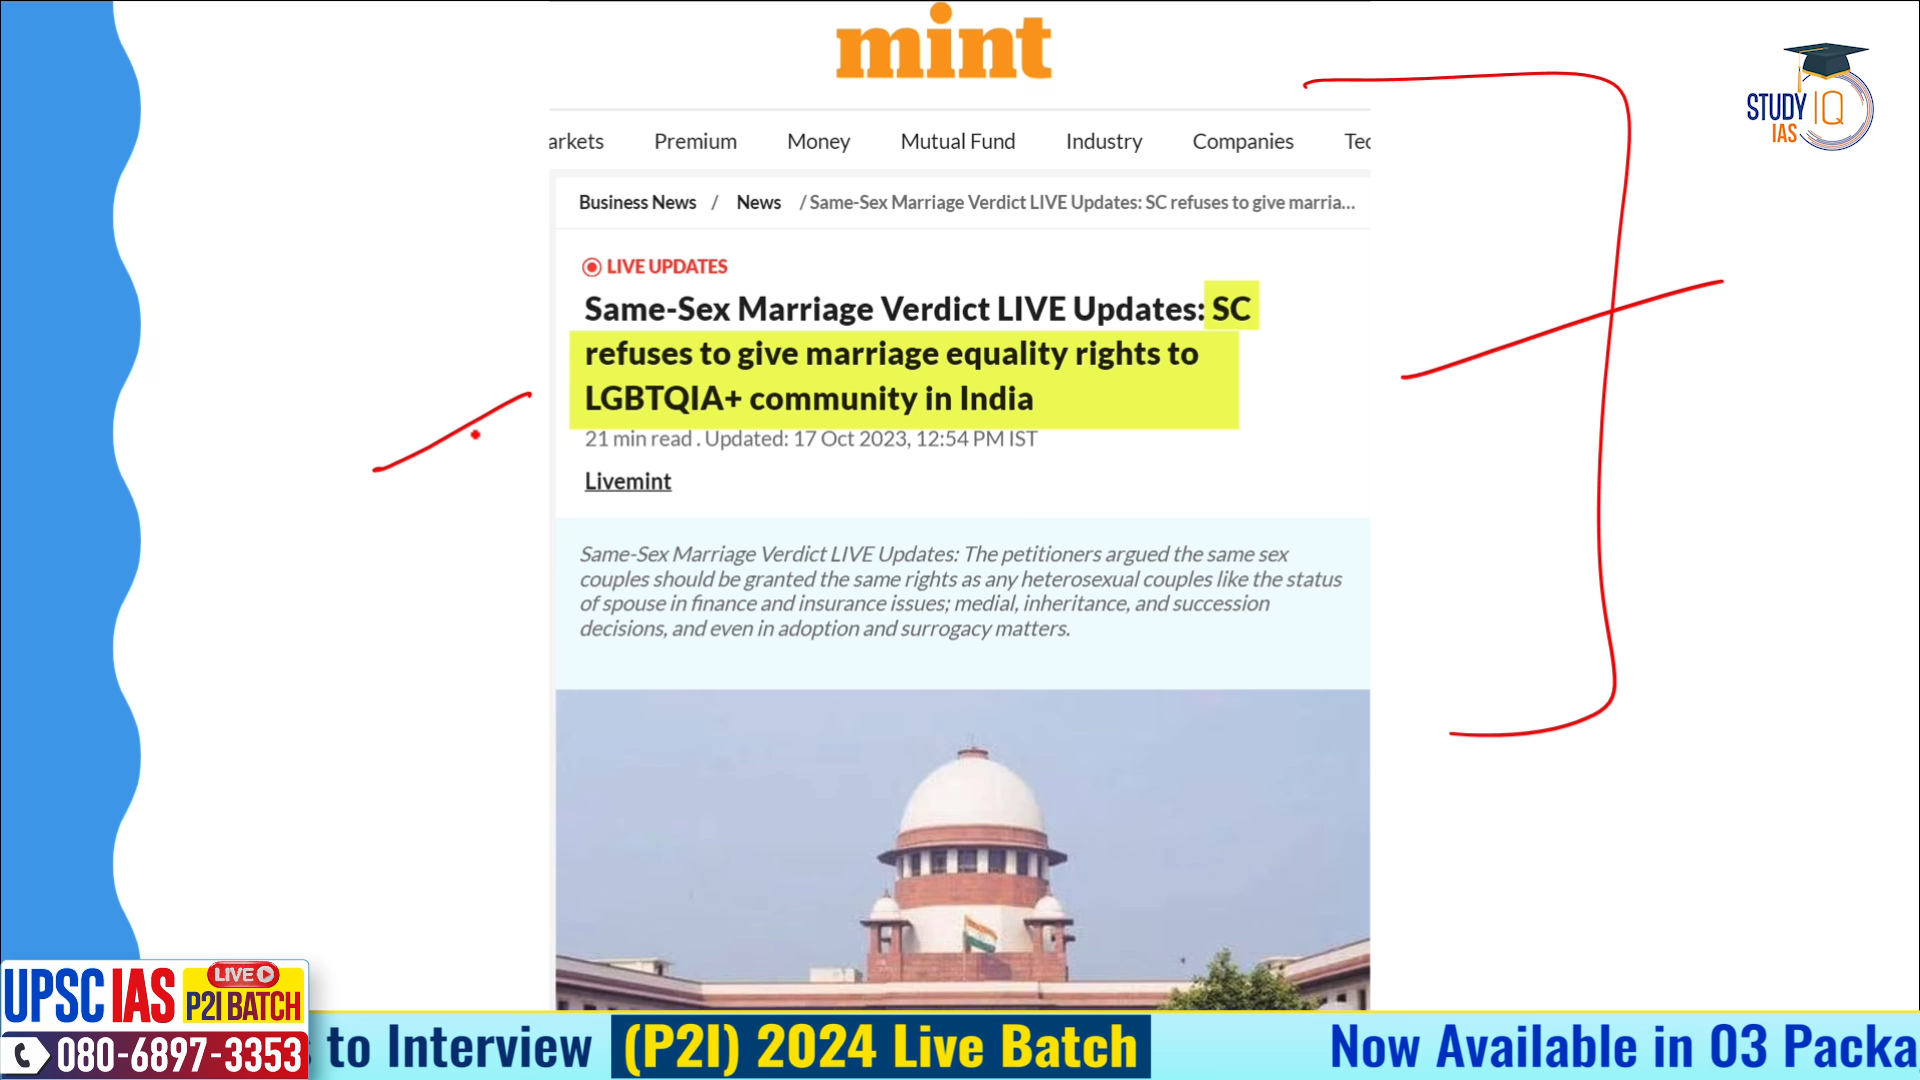 mint
STUDY IQ
IAS
arkets Premium Money Mutual Fund Industry Companies Tec
Business News / News / Same-Sex Marriage Verdict LIVE Updates: SC refuses to give marria...
LIVE UPDATES
Same-Sex Marriage Verdict LIVE Updates: SC
refuses to give marriage equality rights to
LGBTQIA+ community in India
21 min read . Updated: 17 Oct 2023, 12:54 PM IST
Livemint
Same-Sex Marriage Verdict LIVE Updates: The petitioners argued the same sex
couples should be granted the same rights as any heterosexual couples like the status
of spouse in finance and insurance issues; medial, inheritance, and succession
decisions, and even in adoption and surrogacy matters.
UPSC IAS LIVE
P2I BATCH
080-6897-3353
s to Interview (P2I) 2024 Live Batch Now Available in 03 Packa